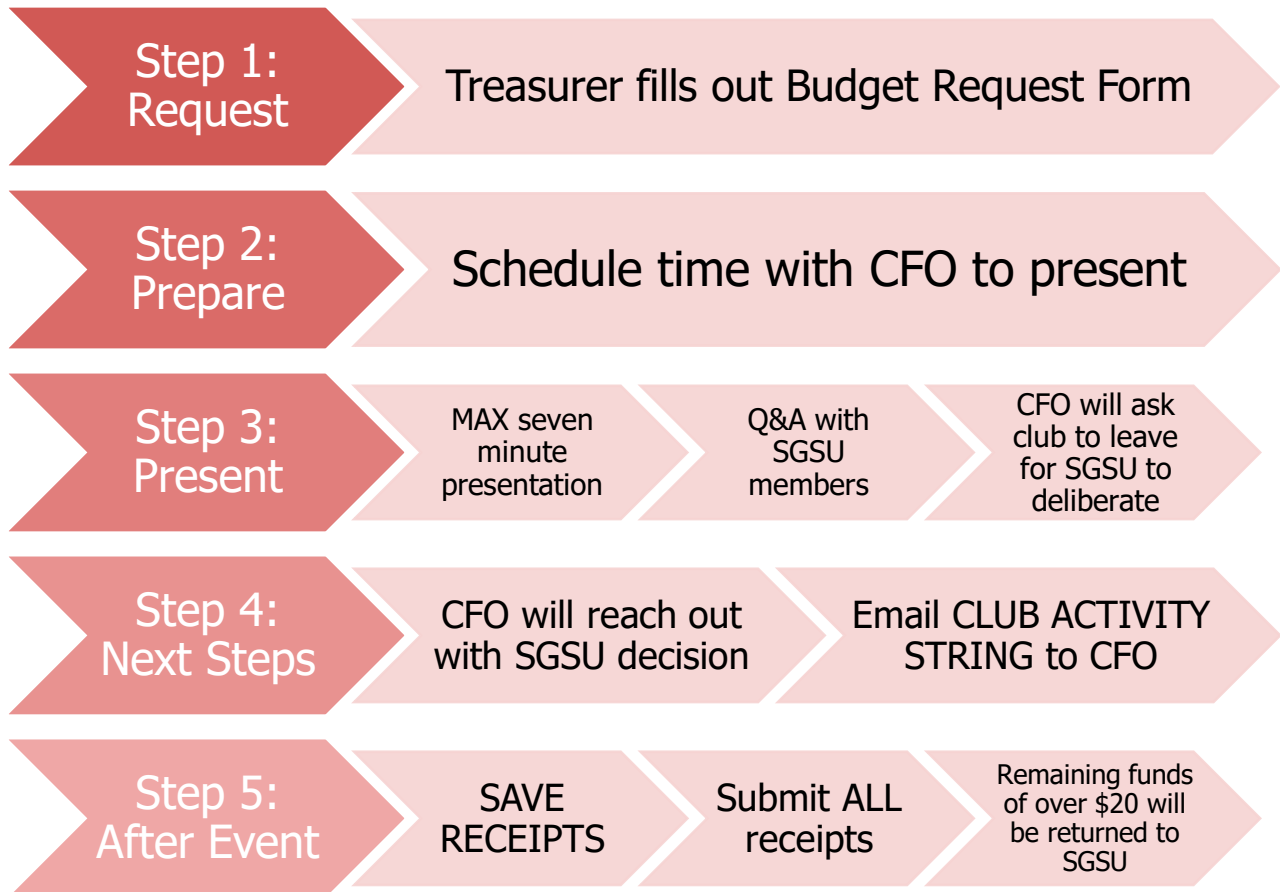 Step 1:
Request
Treasurer fills out Budget Request Form
Step 2:
Prepare
Schedule time with CFO to present
Step 3:
Present
MAX seven
minute
presentation
Q&A with
SGSU
members
CFO will ask
club to leave
for SGSU to
deliberate
Step 4:
Next Steps
CFO will reach out
with SGSU decision
Email CLUB ACTIVITY
STRING to CFO
Step 5:
After Event
SAVE
RECEIPTS
Submit ALL
receipts
Remaining funds
of over $20 will
be returned to
SGSU